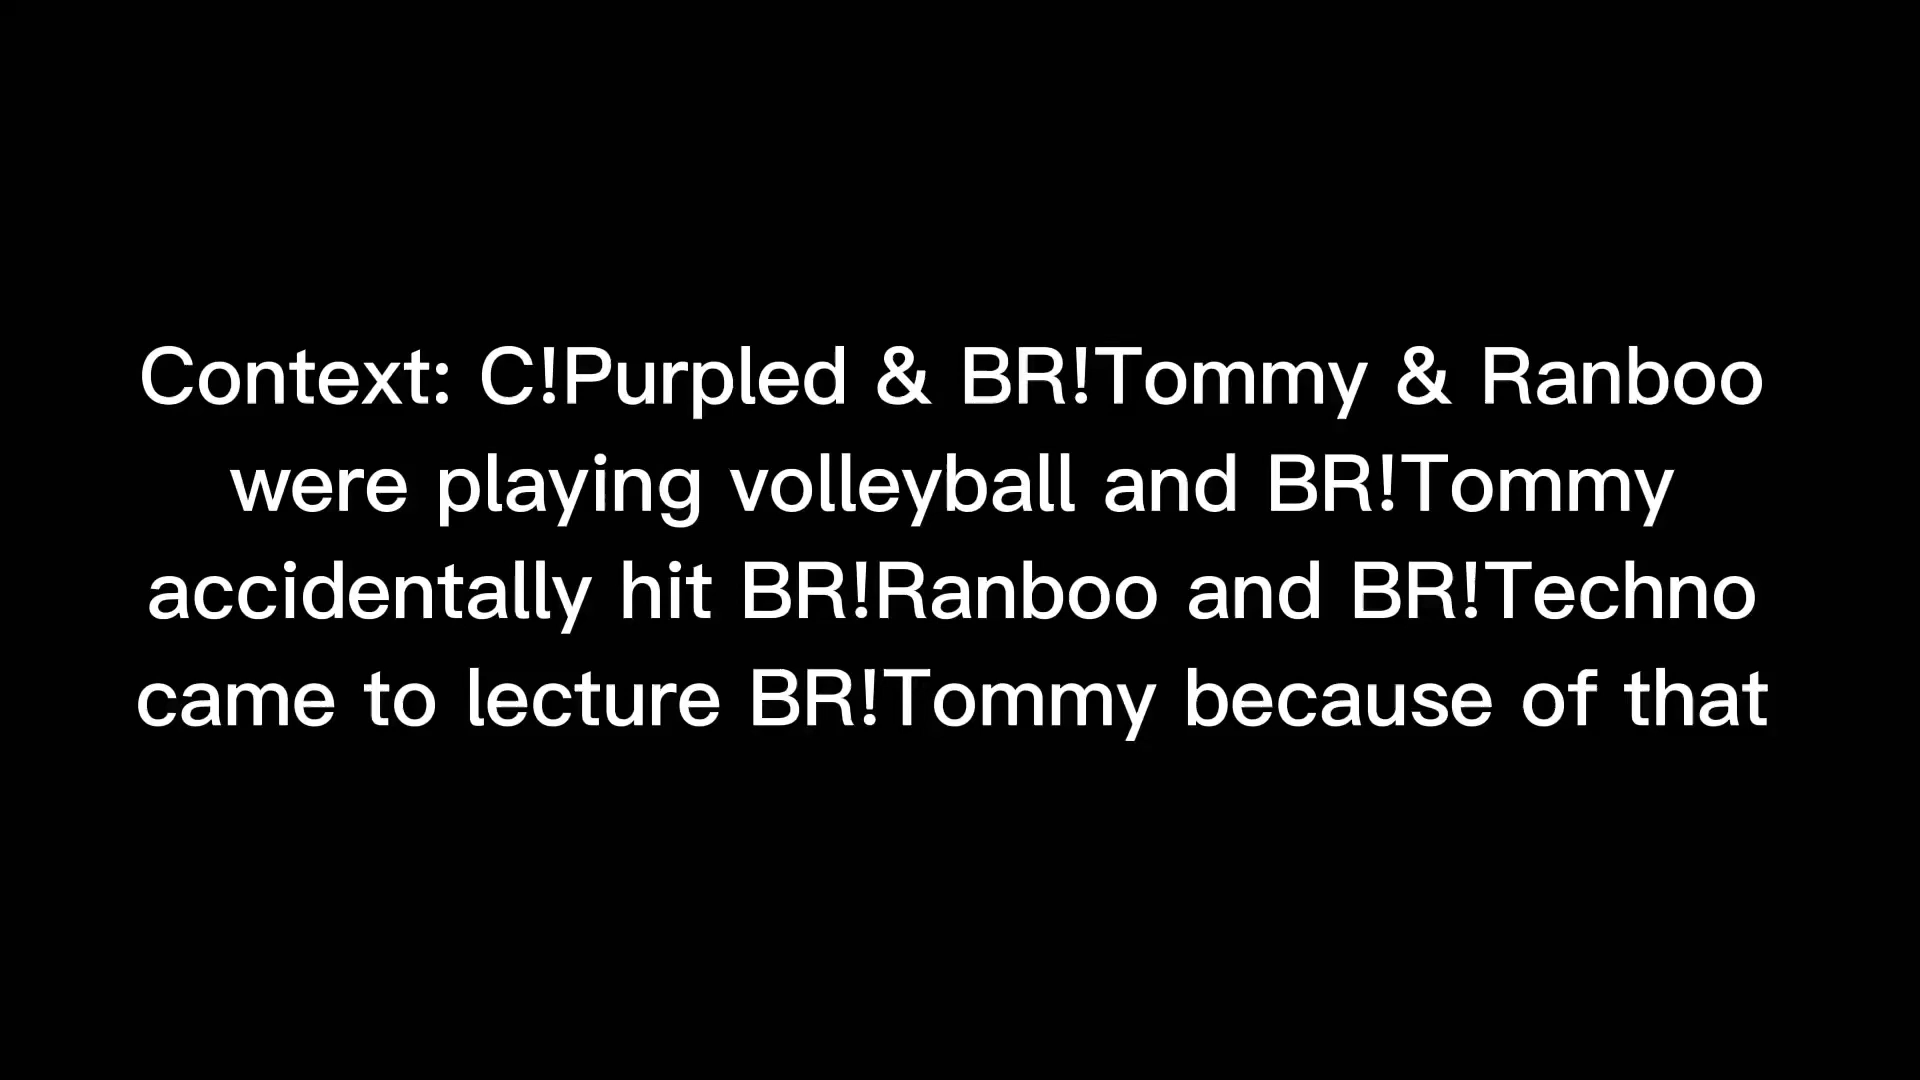 Context: C!Purpled & BR!Tommy & Ranboo
were playing volleyball and BR!Tommy
accidentally hit BR!Ranboo and BR!Techno
came to lecture BR!Tommy because of that